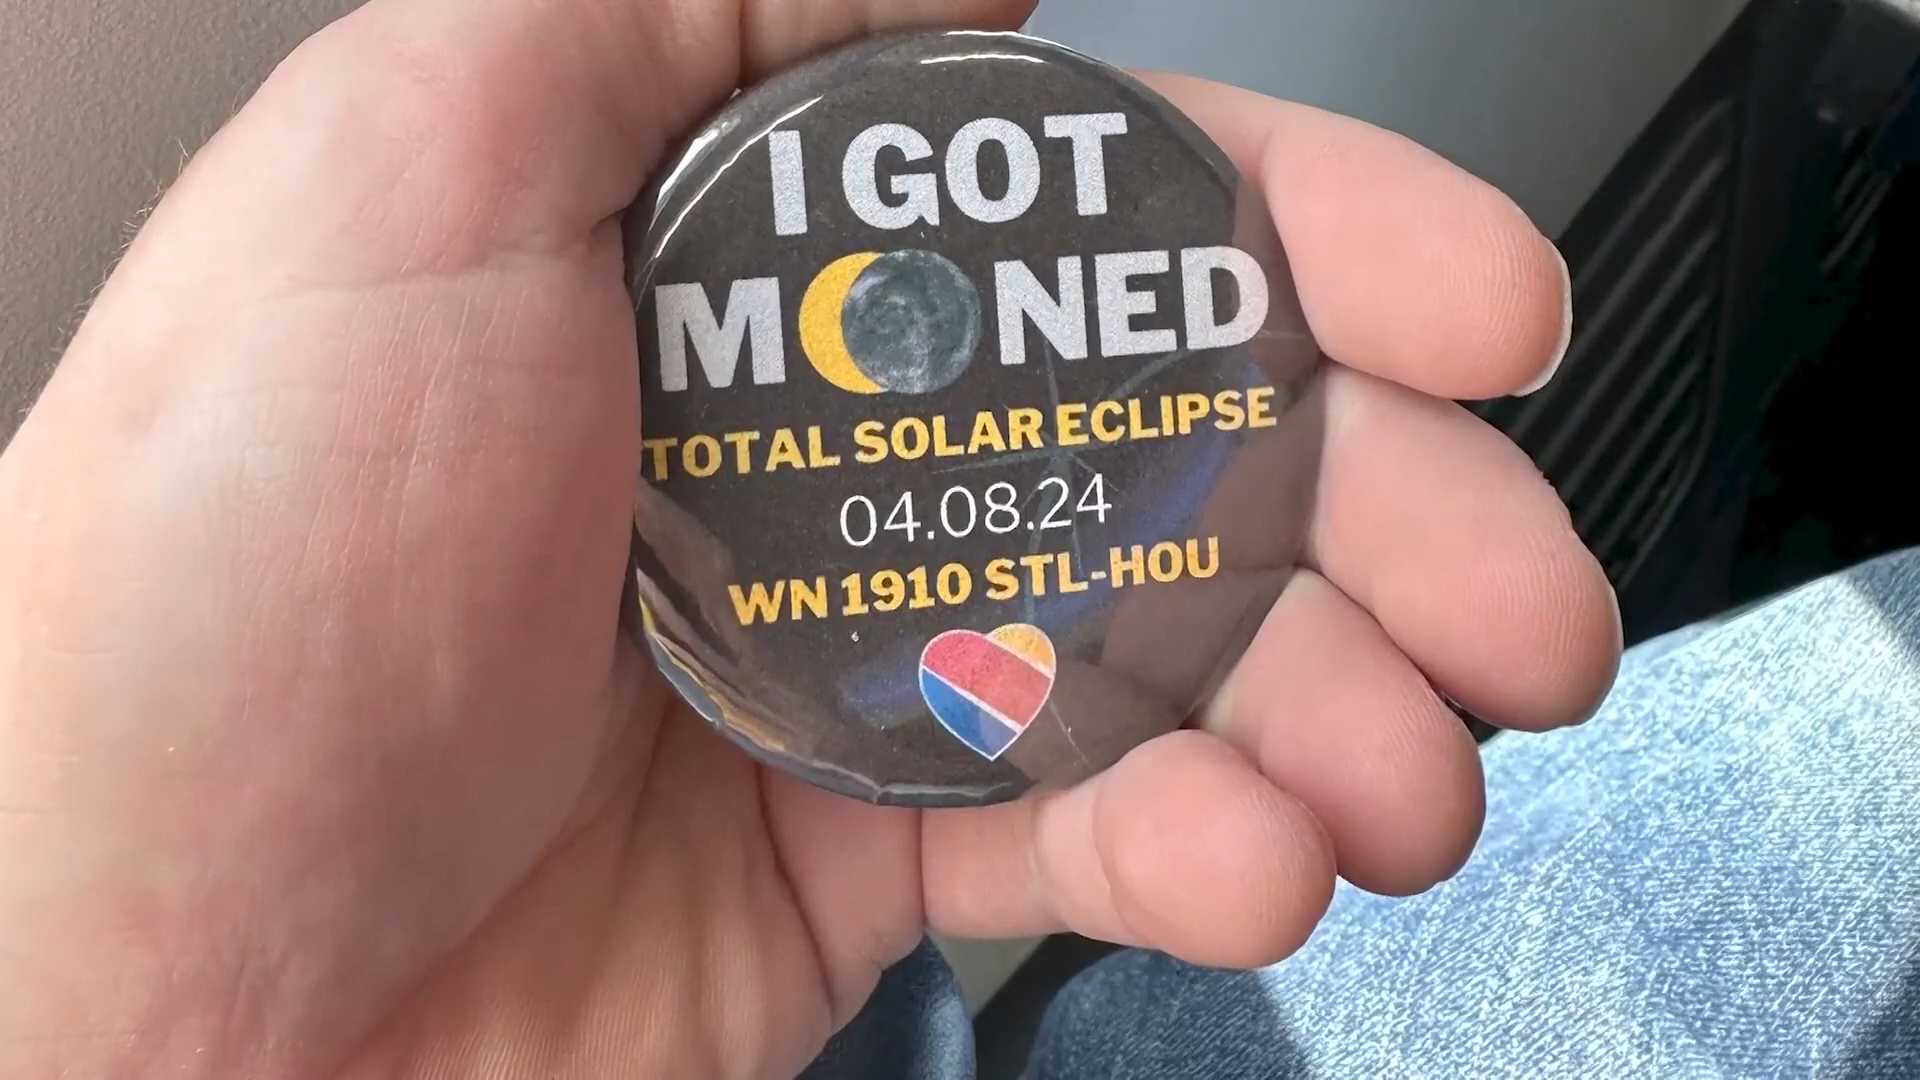 I GOT
MOONED
TOTAL SOLAR ECLIPSE
04.08.24
WN 1910 STL-HOU